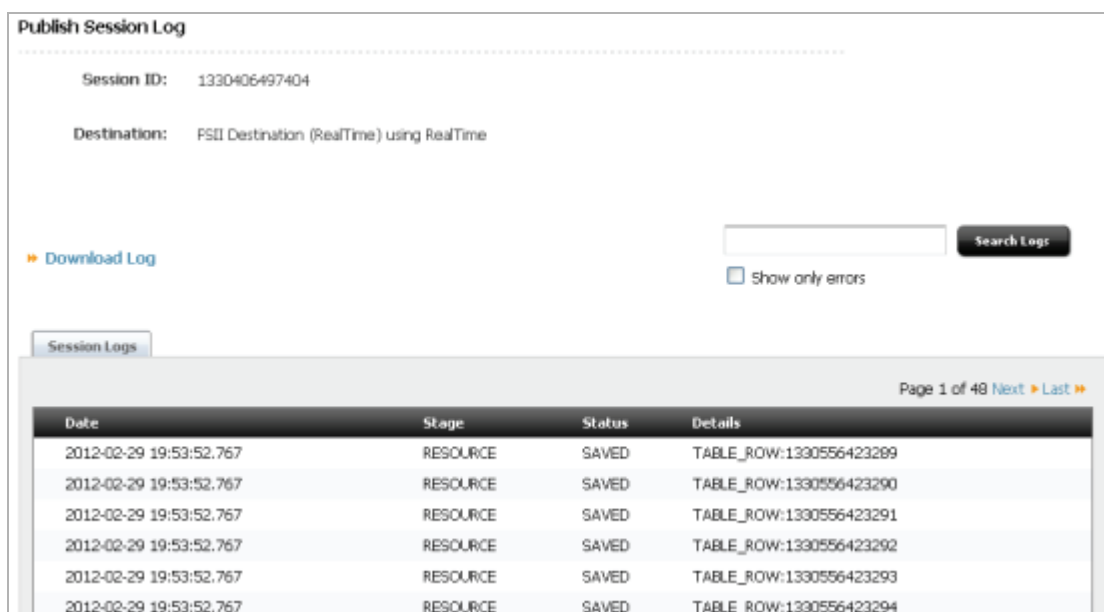 Publish Session Log
Session ID: 1330406497404
Destination: FSII Destination (RealTime) using RealTime
Search Logs
Download Log
Show only errors
Session Logs
Page 1 of 48 Next Last
Date Stage Status Details
2012-02-29 19:53:52.767 RESOURCE SAVED TABLE_ROW:1330556423289
2012-02-29 19:53:52.767 RESOURCE SAVED TABLE_ROW:1330556423290
2012-02-29 19:53:52.767 RESOURCE SAVED TABLE_ROW:1330556423291
2012-02-29 19:53:52.767 RESOURCE SAVED TABLE_ROW:1330556423292
2012-02-29 19:53:52.767 RESOURCE SAVED TABLE_ROW:1330556423293
2012-02-29 19:53:52.767 RESOURCE SAVED TABLE_ROW:1330556423294